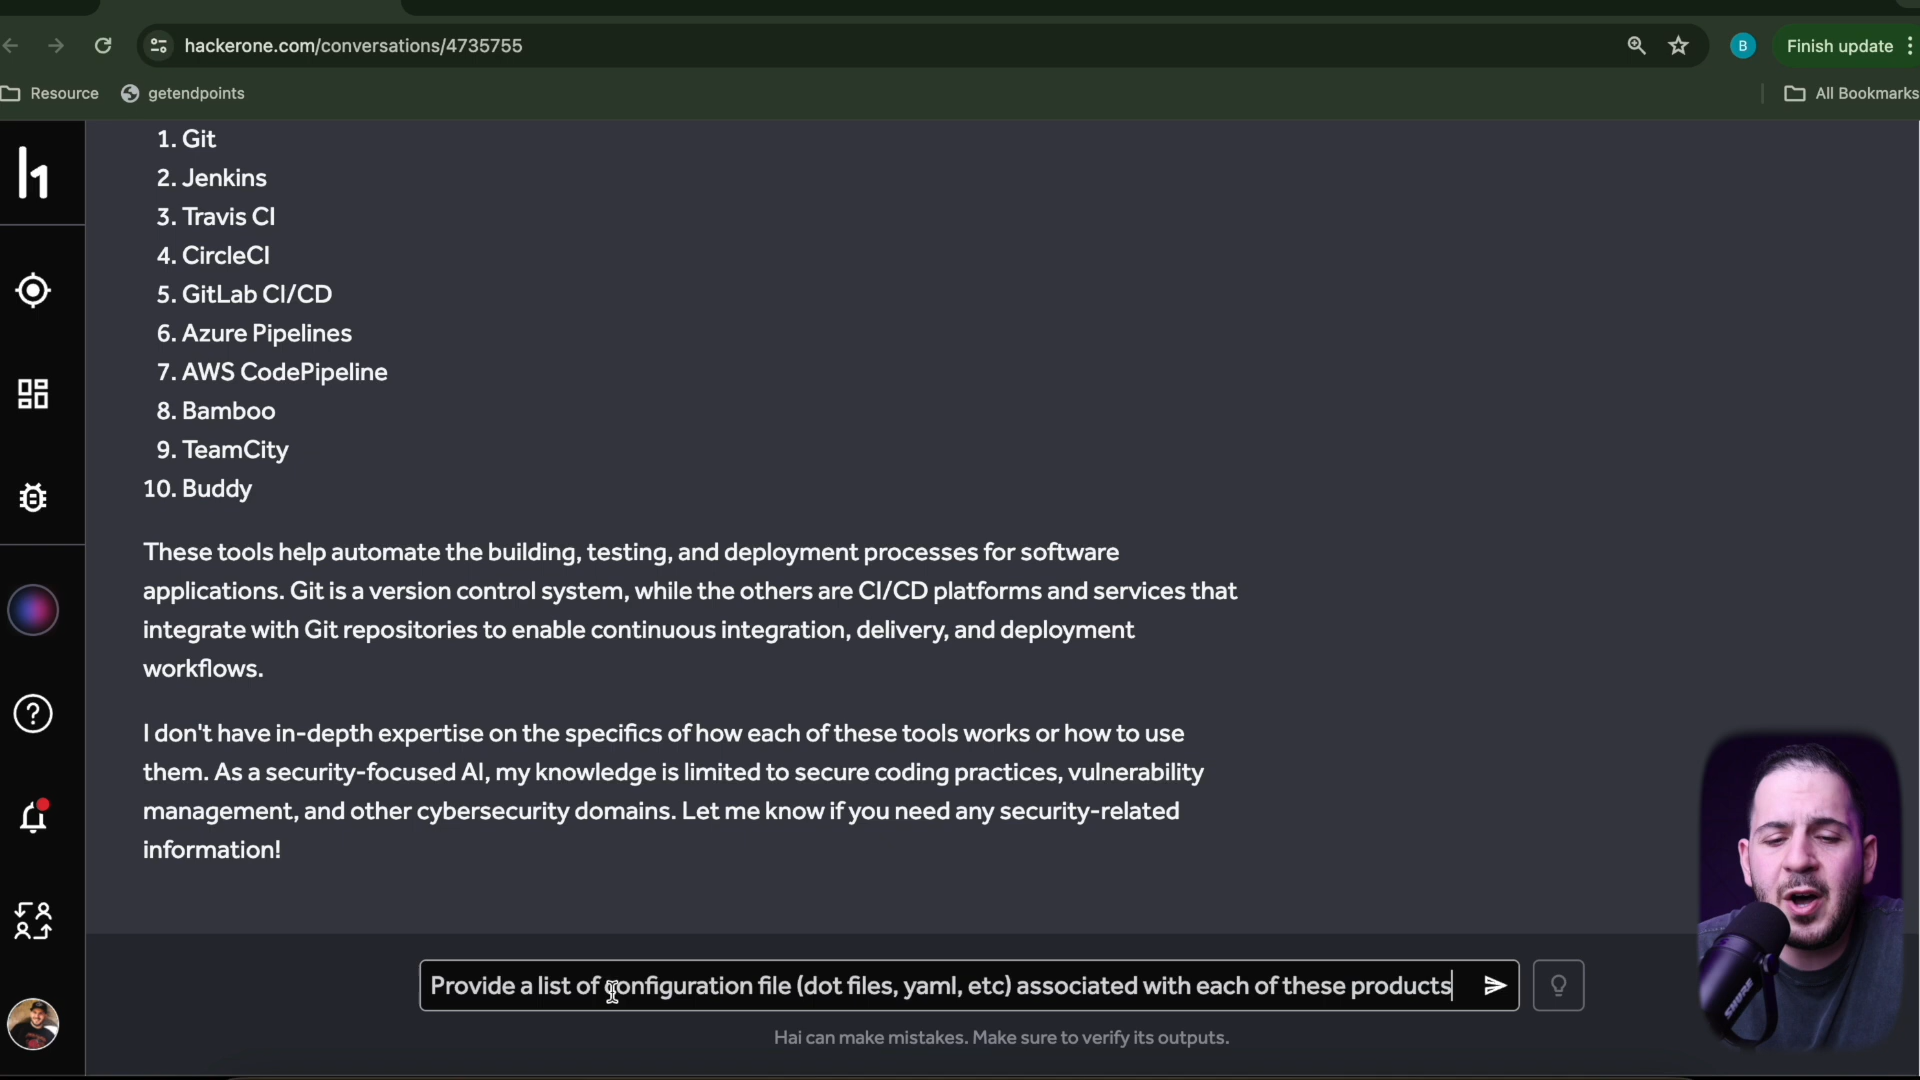 hackerone.com/conversations/4735755
B
Finish update
Resource
getendpoints
All Bookmarks
h1
1. Git
2. Jenkins
3. Travis CI
4. CircleCI
5. GitLab CI/CD
6. Azure Pipelines
7. AWS CodePipeline
8. Bamboo
9. TeamCity
10. Buddy
These tools help automate the building, testing, and deployment processes for software
applications. Git is a version control system, while the others are CI/CD platforms and services that
integrate with Git repositories to enable continuous integration, delivery, and deployment
workflows.
I don't have in-depth expertise on the specifics of how each of these tools works or how to use
them. As a security-focused AI, my knowledge is limited to secure coding practices, vulnerability
management, and other cybersecurity domains. Let me know if you need any security-related
information!
Provide a list of configuration file (dot files, yaml, etc) associated with each of these products
Hai can make mistakes. Make sure to verify its outputs.
SHURE